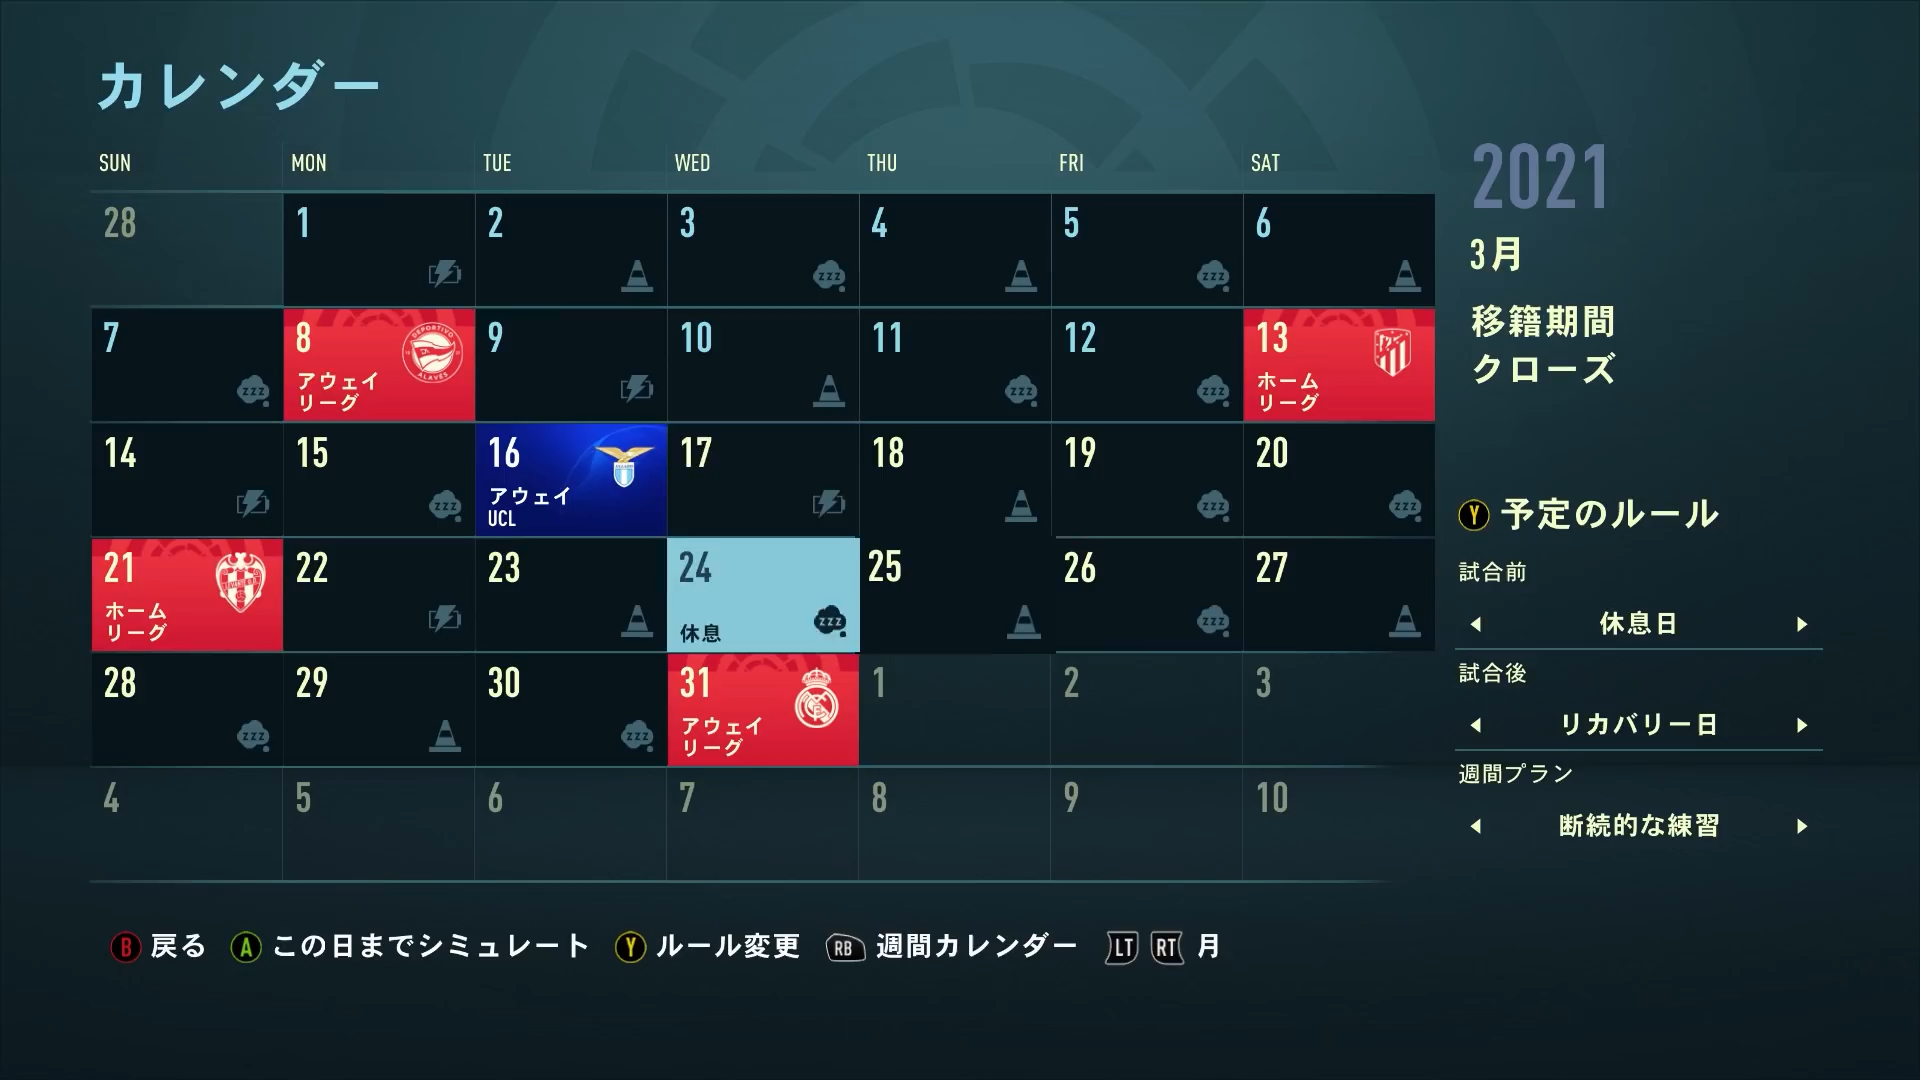 カレンダー
SUN MON TUE WED THU FRI SAT
28 1 2 3 4 5 6
7 8 9 10 11 12 13
アウェイ
リーグ
DEPORTIVO
ALAVÉS
ホーム
リーグ
14 15 16 17 18 19 20
アウェイ
UCL
21 22 23 24 25 26 27
ホーム
リーグ
休息
28 29 30 31 1 2 3
アウェイ
リーグ
4 5 6 7 8 9 10
2021
3月
移籍期間
クローズ
Y 予定のルール
試合前
休息日
試合後
リカバリー日
週間プラン
断続的な練習
B 戻る A この日までシミュレート Y ルール変更 RB 週間カレンダー LT RT 月